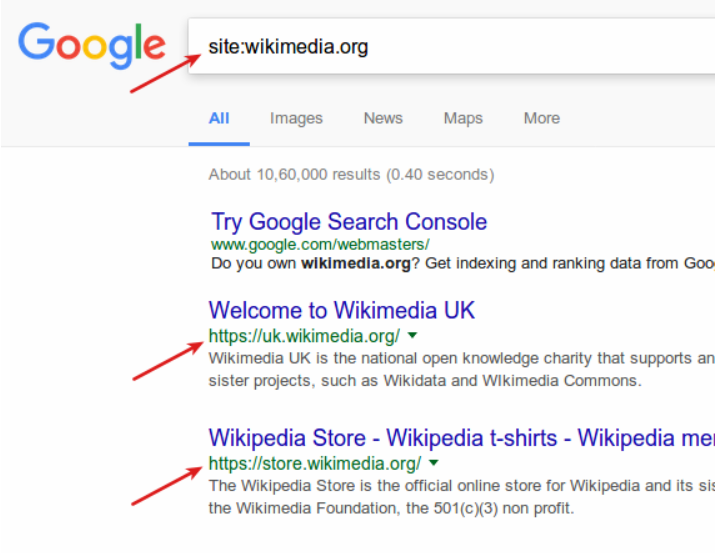 Google
site:wikimedia.org
All Images News Maps More
About 10,60,000 results (0.40 seconds)
Try Google Search Console
www.google.com/webmasters/
Do you own wikimedia.org? Get indexing and ranking data from
Welcome to Wikimedia UK
https://uk.wikimedia.org/
Wikimedia UK is the national open knowledge charity that supports
sister projects, such as Wikidata and WIkimedia Commons.
Wikipedia Store - Wikipedia t-shirts - Wikipedia
https://store.wikimedia.org/
The Wikipedia Store is the official online store for Wikipedia and its
the Wikimedia Foundation, the 501(c)(3) non profit.